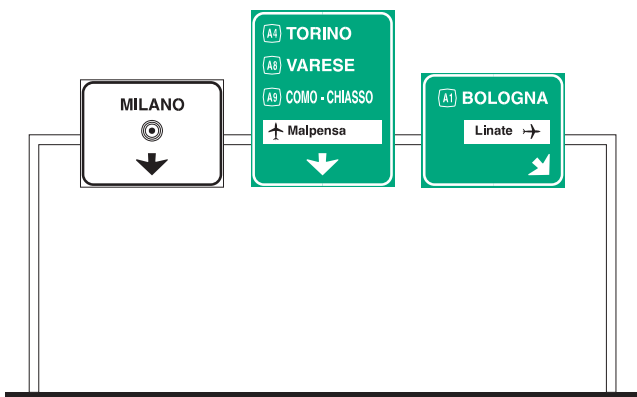 MILANO
A4 TORINO
A8 VARESE
A9 COMO - CHIASSO
Malpensa
A1 BOLOGNA
Linate